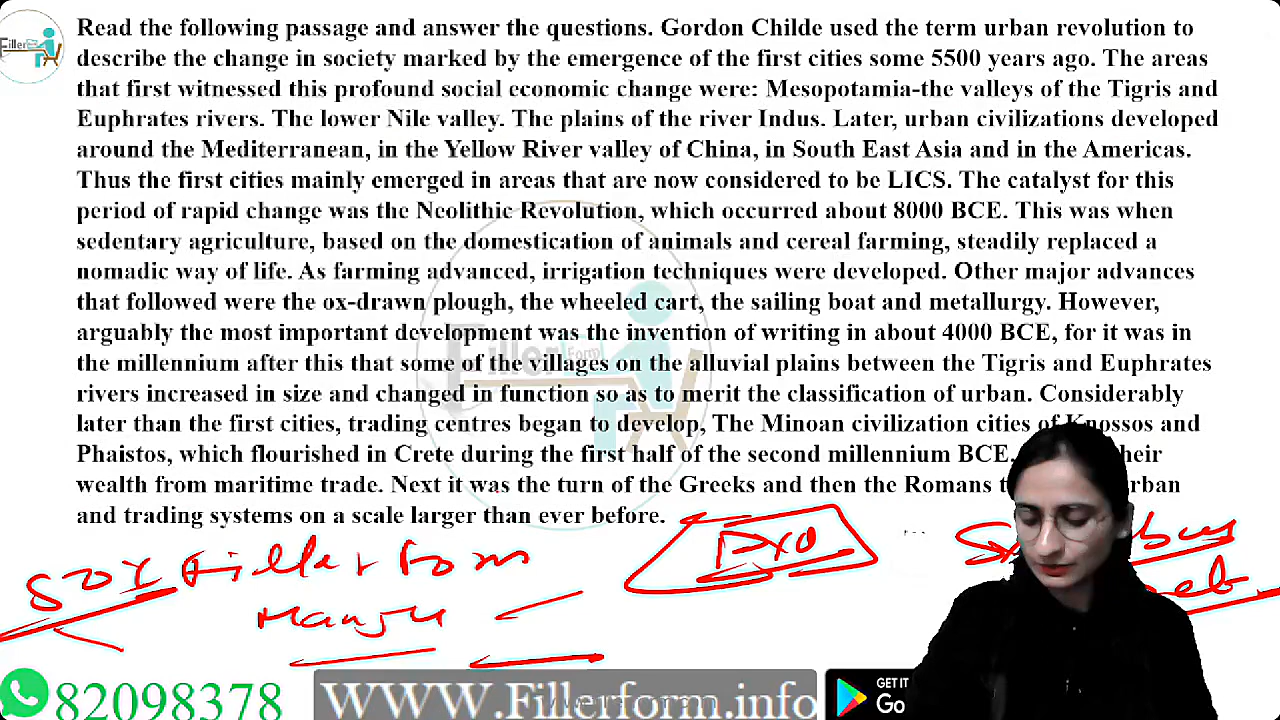 Read the following passage and answer the questions. Gordon Childe used the term urban revolution to
describe the change in society marked by the emergence of the first cities some 5500 years ago. The areas
that first witnessed this profound social economic change were: Mesopotamia-the valleys of the Tigris and
Euphrates rivers. The lower Nile valley. The plains of the river Indus. Later, urban civilizations developed
around the Mediterranean, in the Yellow River valley of China, in South East Asia and in the Americas.
Thus the first cities mainly emerged in areas that are now considered to be LICS. The catalyst for this
period of rapid change was the Neolithic Revolution, which occurred about 8000 BCE. This was when
sedentary agriculture, based on the domestication of animals and cereal farming, steadily replaced a
nomadic way of life. As farming advanced, irrigation techniques were developed. Other major advances
that followed were the ox-drawn plough, the wheeled cart, the sailing boat and metallurgy. However,
arguably the most important development was the invention of writing in about 4000 BCE, for it was in
the millennium after this that some of the villages on the alluvial plains between the Tigris and Euphrates
rivers increased in size and changed in function so as to merit the classification of urban. Considerably
later than the first cities, trading centres began to develop, The Minoan civilization cities of Knossos and
Phaistos, which flourished in Crete during the first half of the second millennium BCE. their
wealth from maritime trade. Next it was the turn of the Greeks and then the Romans
and trading systems on a scale larger than ever before.
Fillerform
82098378
WWW.Fillerform.info
GET IT
Go